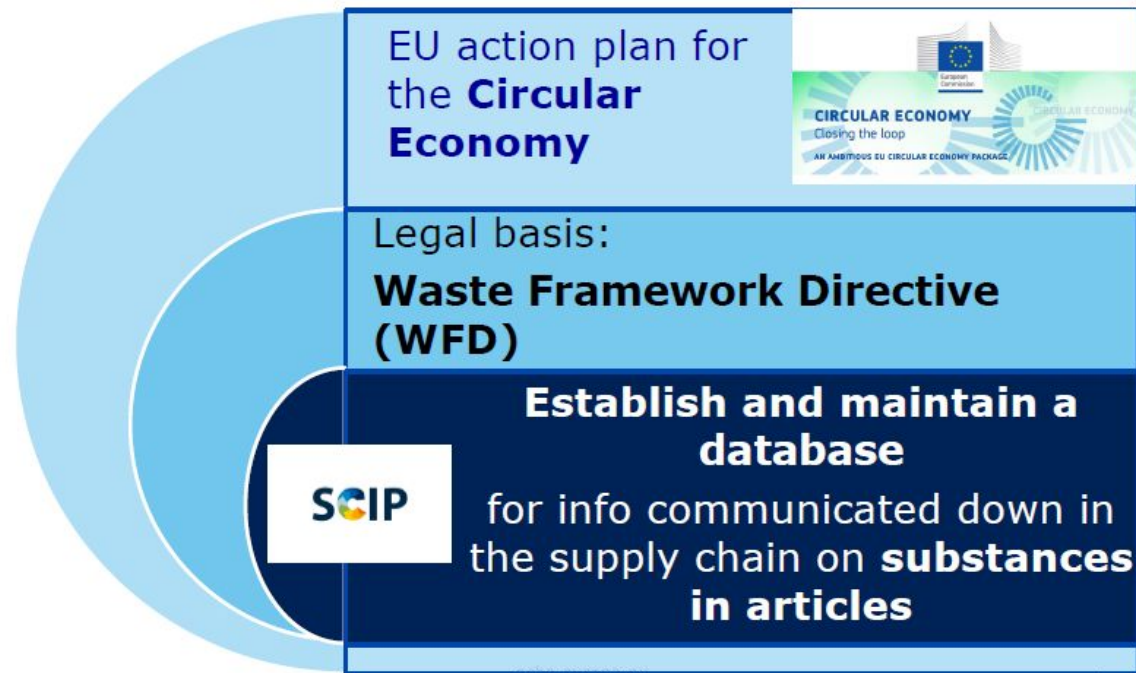 EU action plan for
the Circular
Economy
European
Commission
CIRCULAR ECONOMY
Closing the loop
AN AMBITIOUS EU CIRCULAR ECONOMY PACKAGE
CIRCULAR ECONOMY
Legal basis:
Waste Framework Directive
(WFD)
SCIP
Establish and maintain a
database
for info communicated down in
the supply chain on substances
in articles